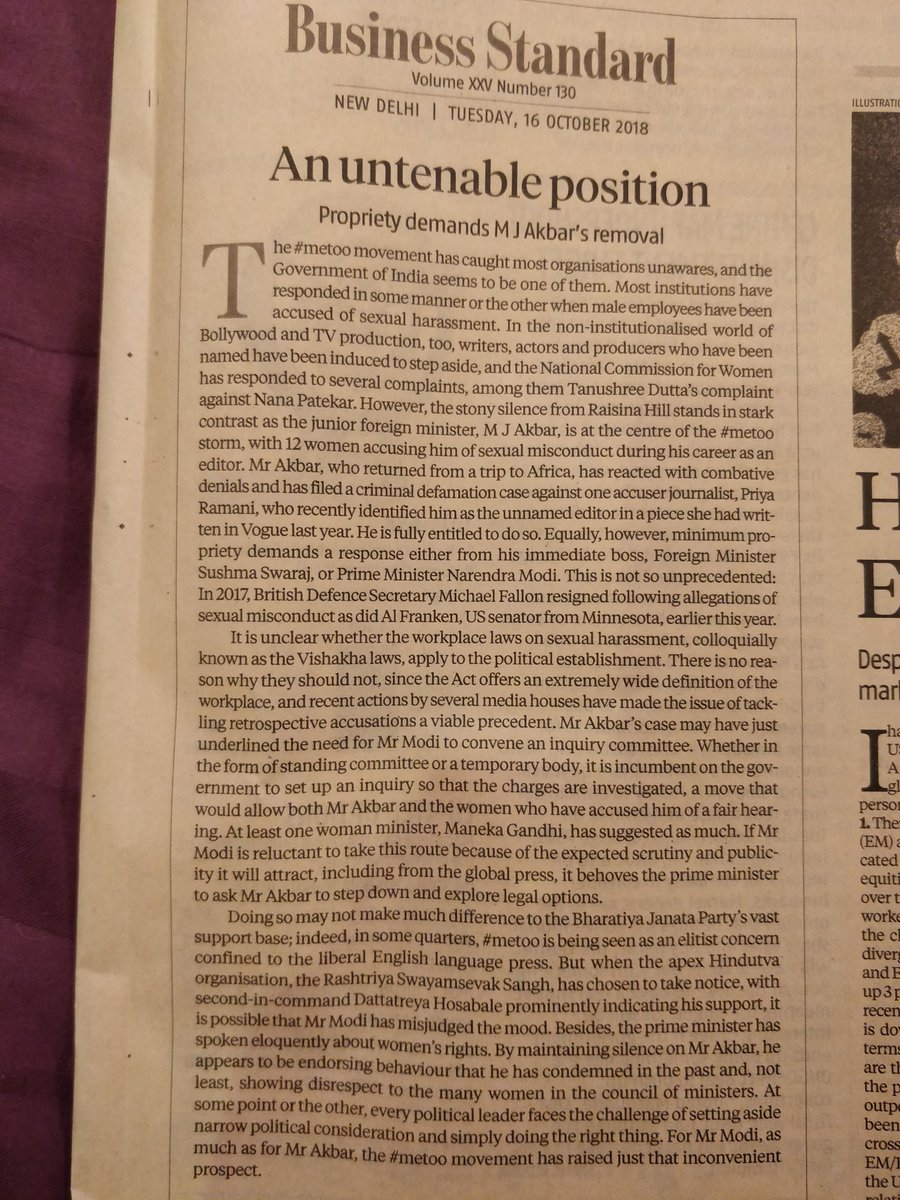 Business Standard
Volume XXV Number 130
NEW DELHI | TUESDAY, 16 OCTOBER 2018
An untenable position
Propriety demands M J Akbar's removal
The #metoo movement has caught most organisations unawares, and the
Government of India seems to be one of them. Most institutions have
responded in some manner or the other when male employees have been
accused of sexual harassment. In the non-institutionalised world of
Bollywood and TV production, too, writers, actors and producers who have been
named have been induced to step aside, and the National Commission for Women
has responded to several complaints, among them Tanushree Dutta's complaint
against Nana Patekar. However, the stony silence from Raisina Hill stands in stark
contrast as the junior foreign minister, M J Akbar, is at the centre of the #metoo
storm, with 12 women accusing him of sexual misconduct during his career as an
editor. Mr Akbar, who returned from a trip to Africa, has reacted with combative
denials and has filed a criminal defamation case against one accuser journalist, Priya
Ramani, who recently identified him as the unnamed editor in a piece she had writ-
ten in Vogue last year. He is fully entitled to do so. Equally, however, minimum pro-
priety demands a response either from his immediate boss, Foreign Minister
Sushma Swaraj, or Prime Minister Narendra Modi. This is not so unprecedented:
In 2017, British Defence Secretary Michael Fallon resigned following allegations of
sexual misconduct as did Al Franken, US senator from Minnesota, earlier this year.
It is unclear whether the workplace laws on sexual harassment, colloquially
known as the Vishakha laws, apply to the political establishment. There is no rea-
son why they should not, since the Act offers an extremely wide definition of the
workplace, and recent actions by several media houses have made the issue of tack-
ling retrospective accusations a viable precedent. Mr Akbar's case may have just
underlined the need for Mr Modi to convene an inquiry committee. Whether in
the form of standing committee or a temporary body, it is incumbent on the gov-
ernment to set up an inquiry so that the charges are investigated, a move that
would allow both Mr Akbar and the women who have accused him of a fair hear-
ing. At least one woman minister, Maneka Gandhi, has suggested as much. If Mr
Modi is reluctant to take this route because of the expected scrutiny and public-
ity it will attract, including from the global press, it behoves the prime minister
to ask Mr Akbar to step down and explore legal options.
Doing so may not make much difference to the Bharatiya Janata Party's vast
support base; indeed, in some quarters, #metoo is being seen as an elitist concern
confined to the liberal English language press. But when the apex Hindutva
organisation, the Rashtriya Swayamsevak Sangh, has chosen to take notice, with
second-in-command Dattatreya Hosabale prominently indicating his support, it
is possible that Mr Modi has misjudged the mood. Besides, the prime minister has
spoken eloquently about women's rights. By maintaining silence on Mr Akbar, he
appears to be endorsing behaviour that he has condemned in the past and, not
least, showing disrespect to the many women in the council of ministers. At
some point or the other, every political leader faces the challenge of setting aside
narrow political consideration and simply doing the right thing. For Mr Modi, as
much as for Mr Akbar, the #metoo movement has raised just that inconvenient
prospect.
ILLUSTRATIO
H
E
Desp
mar
I ha
US
A
gl
person
1. The
(EM) a
cated
equiti
over t
worke
the cl
diverg
and E
up 3 p
recen
is dov
terms
are th
the p
outpe
been
cross
EM/I
the U